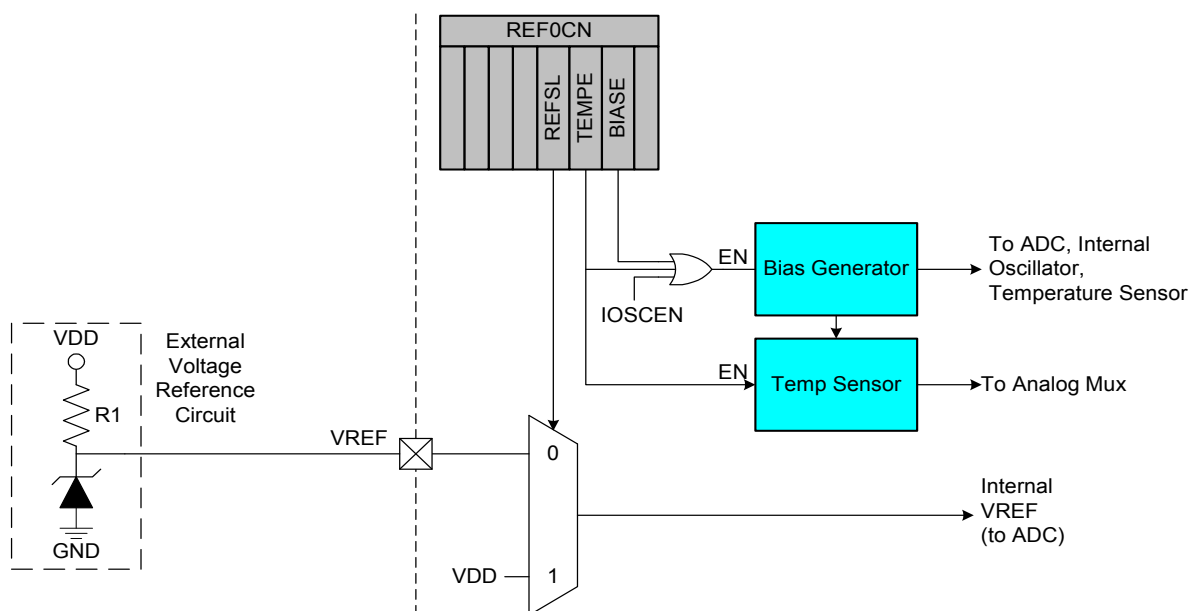 REF0CN
REFSL
TEMPE
BIASE
EN
Bias Generator
To ADC, Internal
Oscillator,
Temperature Sensor
IOSCEN
VDD
External
Voltage
Reference
Circuit
R1
EN
Temp Sensor
To Analog Mux
VREF
0
Internal
VREF
(to ADC)
GND
VDD
1